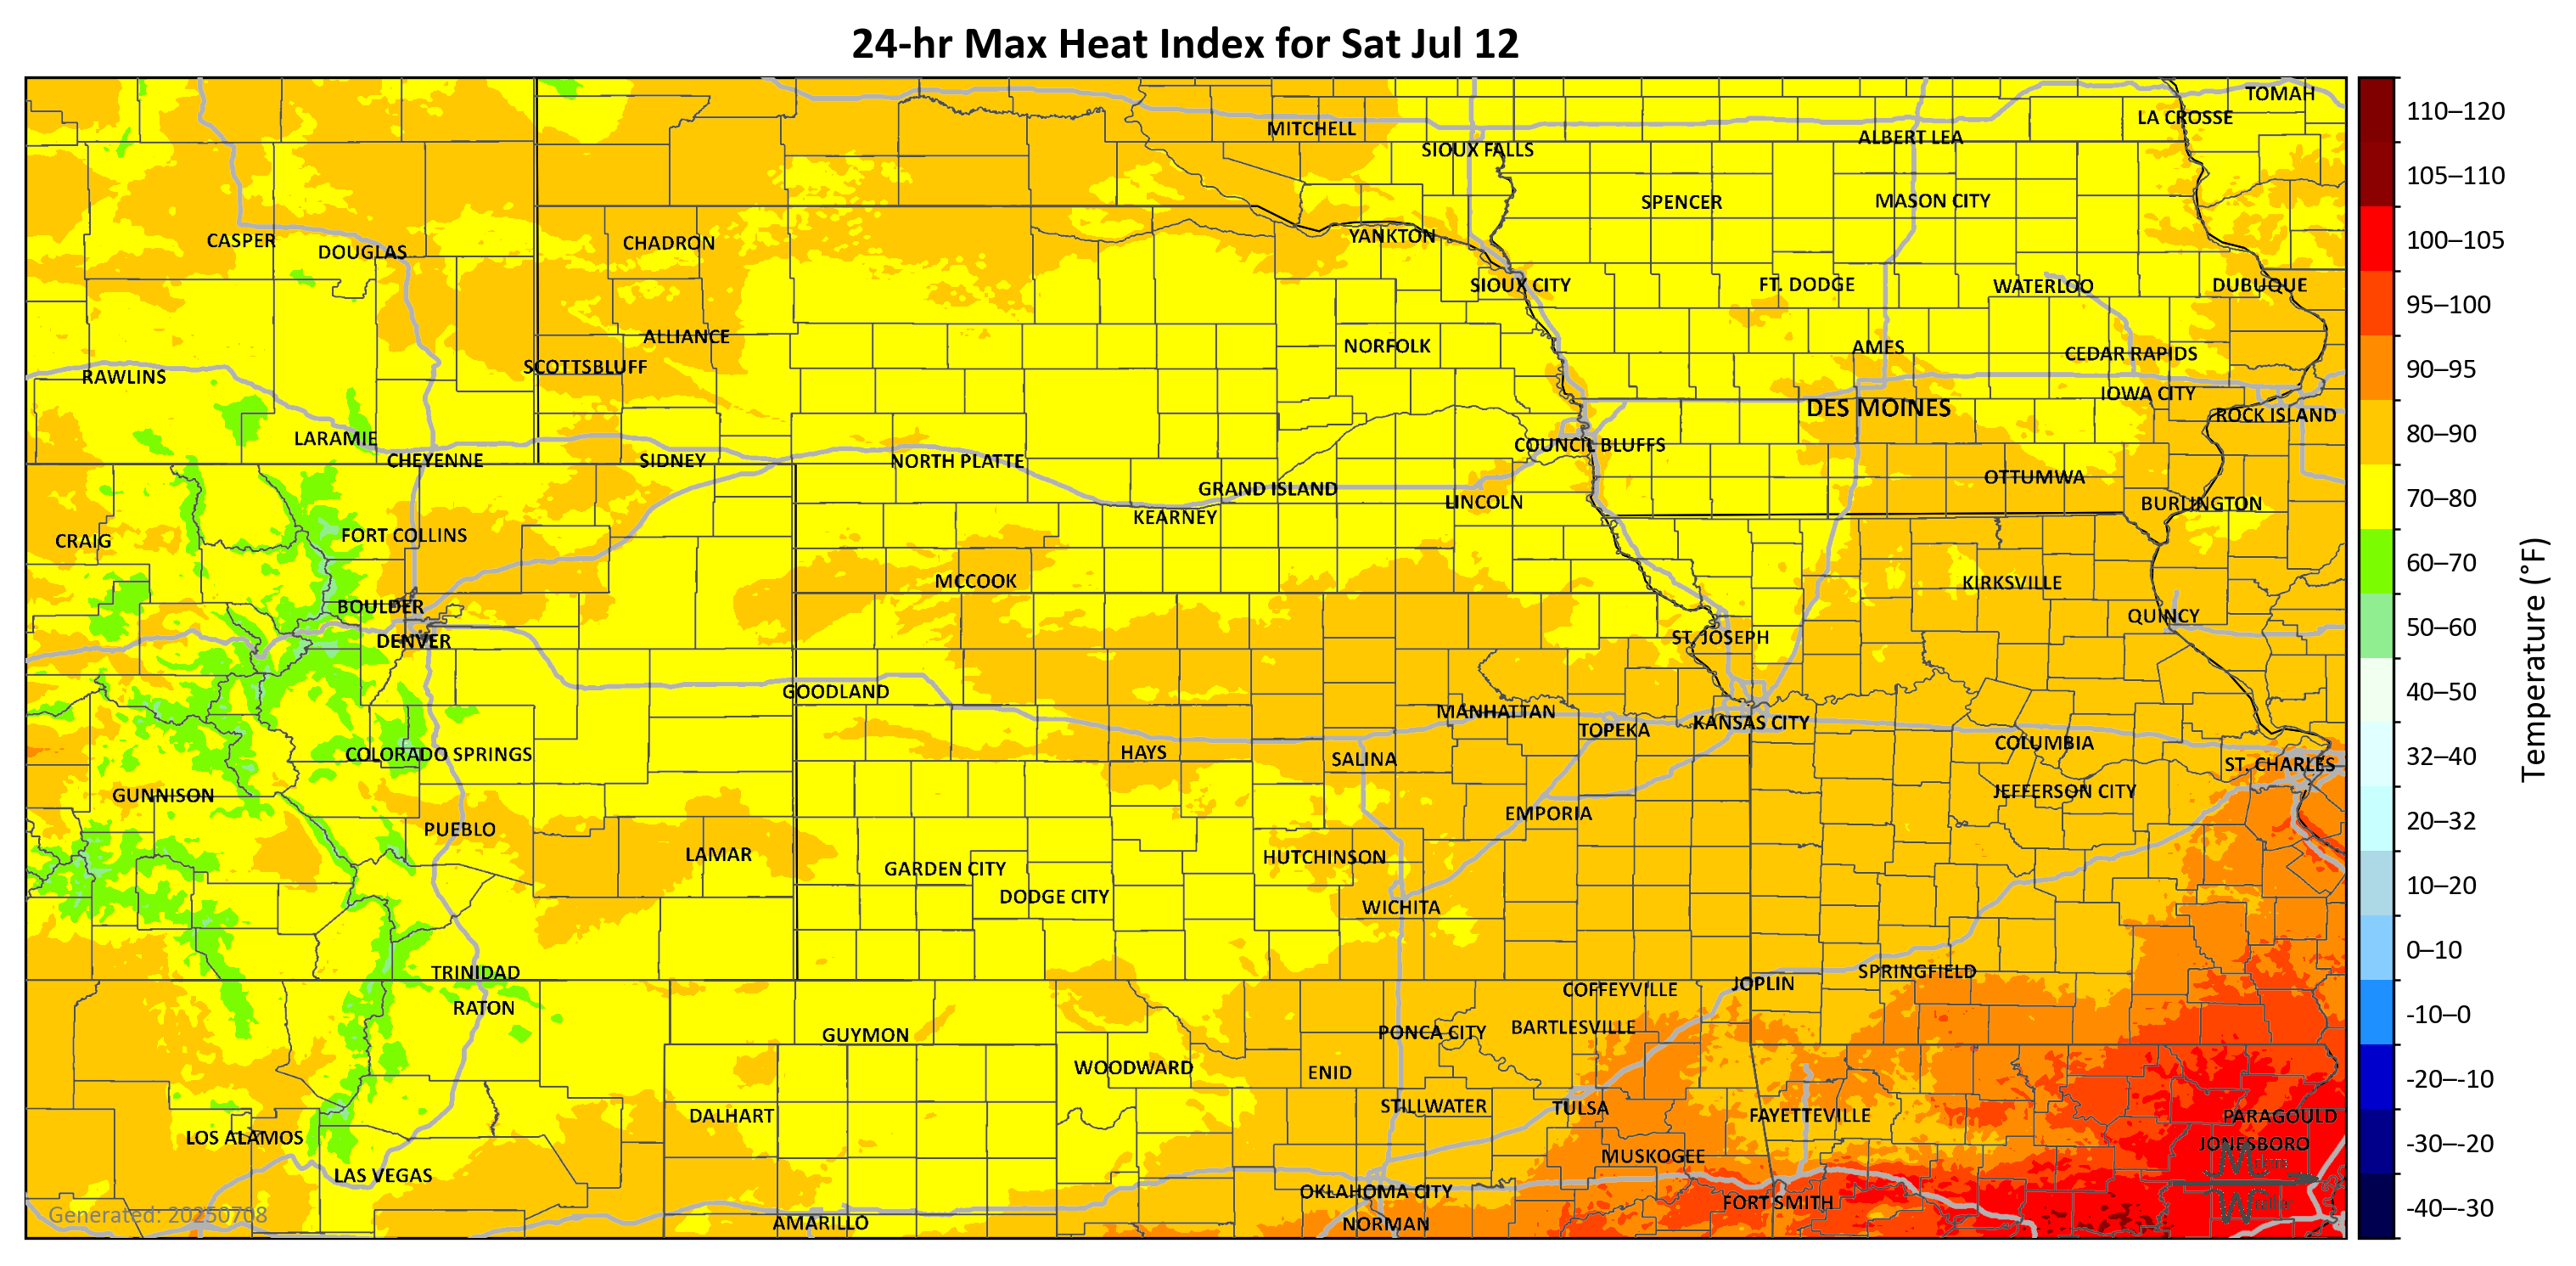 24-hr Max Heat Index for Sat Jul 12
TOMAH
LA CROSSE
MITCHELL
ALBERT LEA
SIOUX FALLS
SPENCER
MASON CITY
CASPER
DOUGLAS
CHADRON
YANKTON
SIOUX CITY
FT. DODGE
WATERLOO
DUBUQUE
ALLIANCE
NORFOLK
AMES
CEDAR RAPIDS
SCOTTSBLUFF
RAWLINS
IOWA CITY
DES MOINES
ROCK ISLAND
LARAMIE
COUNCIL BLUFFS
CHEYENNE
SIDNEY
NORTH PLATTE
OTTUMWA
GRAND ISLAND
LINCOLN
BURLINGTON
KEARNEY
CRAIG
FORT COLLINS
MCCOOK
KIRKSVILLE
BOULDER
QUINCY
DENVER
ST. JOSEPH
GOODLAND
MANHATTAN
TOPEKA
KANSAS CITY
COLORADO SPRINGS
HAYS
SALINA
COLUMBIA
ST. CHARLES
GUNNISON
JEFFERSON CITY
EMPORIA
PUEBLO
LAMAR
HUTCHINSON
GARDEN CITY
DODGE CITY
WICHITA
TRINIDAD
SPRINGFIELD
JOPLIN
COFFEYVILLE
RATON
GUYMON
PONCA CITY
BARTLESVILLE
WOODWARD
ENID
STILLWATER
TULSA
DALHART
FAYETTEVILLE
PARAGOULD
LOS ALAMOS
JONESBORO
MUSKOGEE
LAS VEGAS
OKLAHOMA CITY
FORT SMITH
AMARILLO
NORMAN
Generated: 20250708
110–120
105–110
100–105
95–100
90–95
80–90
70–80
60–70
50–60
40–50
32–40
20–32
10–20
0–10
-10–0
-20–-10
-30–-20
-40–-30
Temperature (°F)